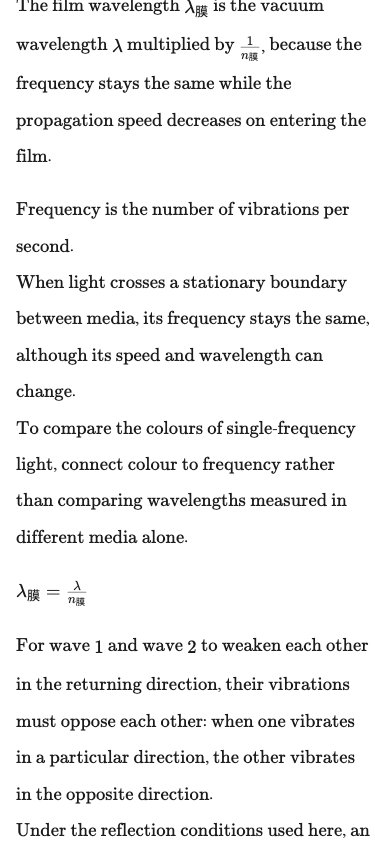 The film wavelength λ膜 is the vacuum
wavelength λ multiplied by 1/n膜, because the
frequency stays the same while the
propagation speed decreases on entering the
film.
Frequency is the number of vibrations per
second.
When light crosses a stationary boundary
between media, its frequency stays the same,
although its speed and wavelength can
change.
To compare the colours of single-frequency
light, connect colour to frequency rather
than comparing wavelengths measured in
different media alone.
λ膜 = λ/n膜
For wave 1 and wave 2 to weaken each other
in the returning direction, their vibrations
must oppose each other: when one vibrates
in a particular direction, the other vibrates
in the opposite direction.
Under the reflection conditions used here, an